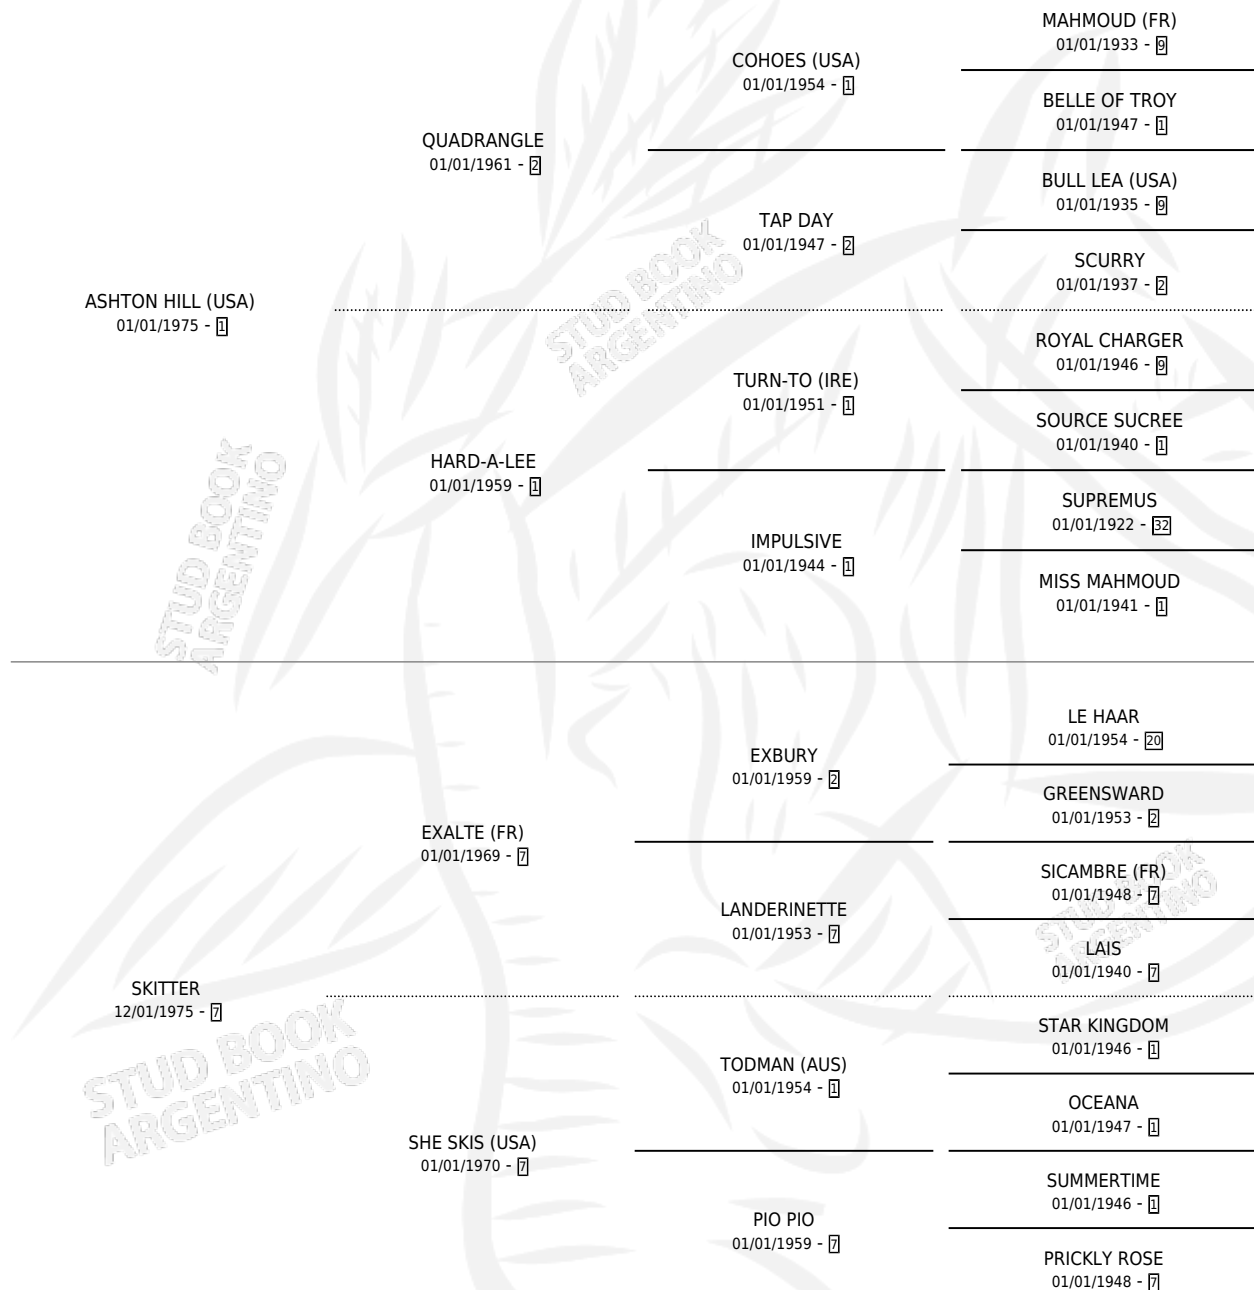 MAHMOUD (FR)
01/01/1933 - 9
COHOES (USA)
01/01/1954 - 1
BELLE OF TROY
01/01/1947 - 1
QUADRANGLE
01/01/1961 - 2
BULL LEA (USA)
01/01/1935 - 9
TAP DAY
01/01/1947 - 2
SCURRY
01/01/1937 - 2
ASHTON HILL (USA)
01/01/1975 - 1
ROYAL CHARGER
01/01/1946 - 9
TURN-TO (IRE)
01/01/1951 - 1
SOURCE SUCREE
01/01/1940 - 1
HARD-A-LEE
01/01/1959 - 1
SUPREMUS
01/01/1922 - 32
IMPULSIVE
01/01/1944 - 1
MISS MAHMOUD
01/01/1941 - 1
STUD BOOK
ARGENTINO
STUD BOOK
ARGENTINO
LE HAAR
01/01/1954 - 20
EXBURY
01/01/1959 - 2
GREENSWARD
01/01/1953 - 2
EXALTE (FR)
01/01/1969 - 7
SICAMBRE (FR)
01/01/1948 - 7
LANDERINETTE
01/01/1953 - 7
LAIS
01/01/1940 - 7
SKITTER
12/01/1975 - 7
STAR KINGDOM
01/01/1946 - 1
TODMAN (AUS)
01/01/1954 - 1
OCEANA
01/01/1947 - 1
SHE SKIS (USA)
01/01/1970 - 7
SUMMERTIME
01/01/1946 - 1
PIO PIO
01/01/1959 - 7
PRICKLY ROSE
01/01/1948 - 7
STUD BOOK
ARGENTINO
STUD BOOK
ARGENTINO